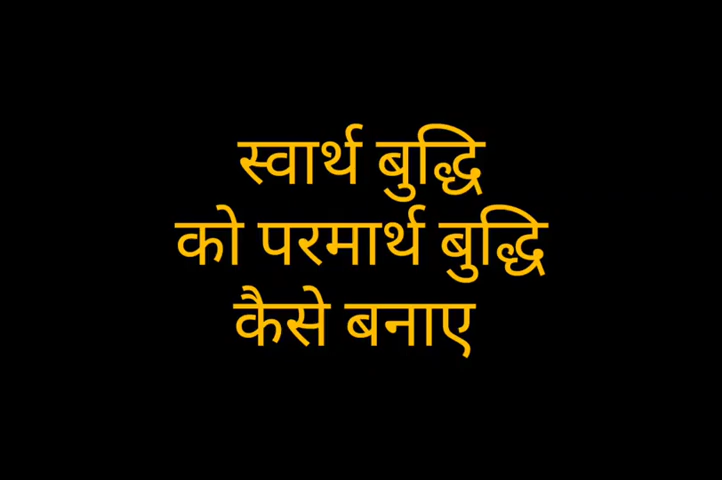 स्वार्थ बुद्धि
को परमार्थ बुद्धि
कैसे बनाए